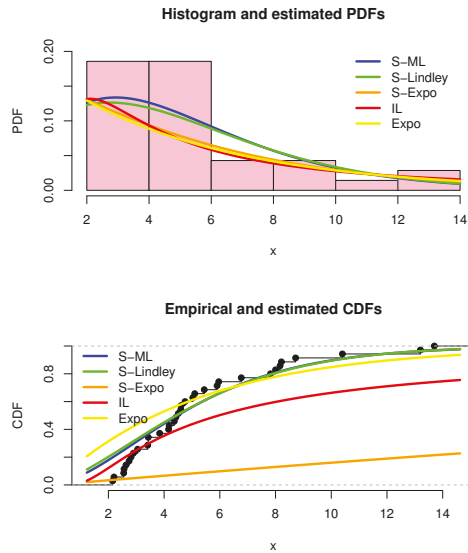 Histogram and estimated PDFs
PDF
0.00 0.10 0.20
S−ML
S−Lindley
S−Expo
IL
Expo
2 4 6 8 10 12 14
x
Empirical and estimated CDFs
CDF
0.0 0.4 0.8
S−ML
S−Lindley
S−Expo
IL
Expo
2 4 6 8 10 12 14
x